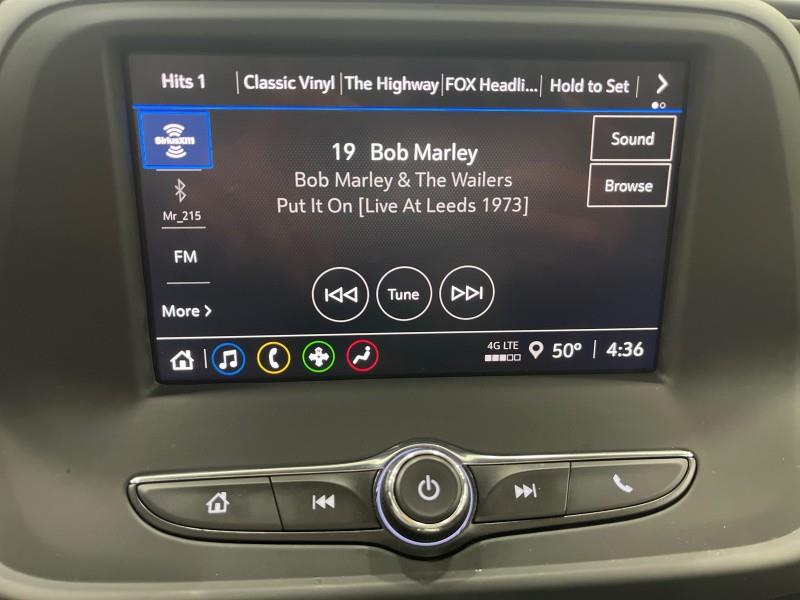 Hits 1 Classic Vinyl The Highway FOX Headli... Hold to Set
SiriusXM
Mr_215
FM
More
19 Bob Marley
Bob Marley & The Wailers
Put It On [Live At Leeds 1973]
Sound
Browse
Tune
4G LTE
50º
4:36